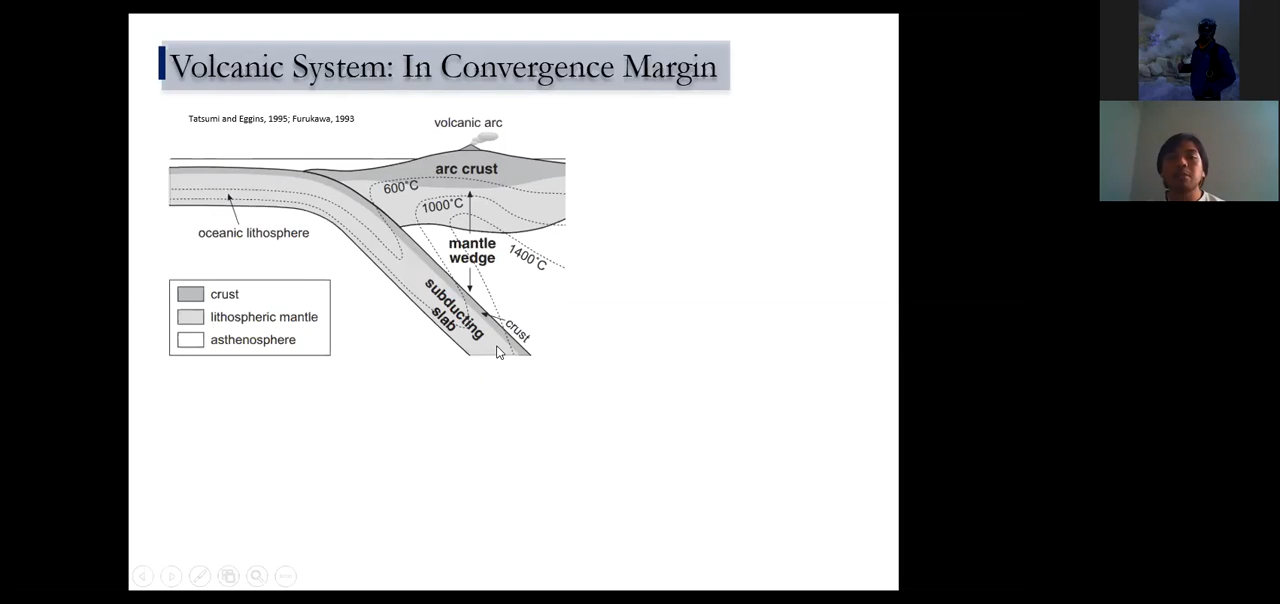 Volcanic System: In Convergence Margin
Tatsumi and Eggins, 1995; Furukawa, 1993
volcanic arc
arc crust
600°C
1000°C
oceanic lithosphere
mantle
wedge
1400°C
subducting
slab
crust
crust
lithospheric mantle
asthenosphere